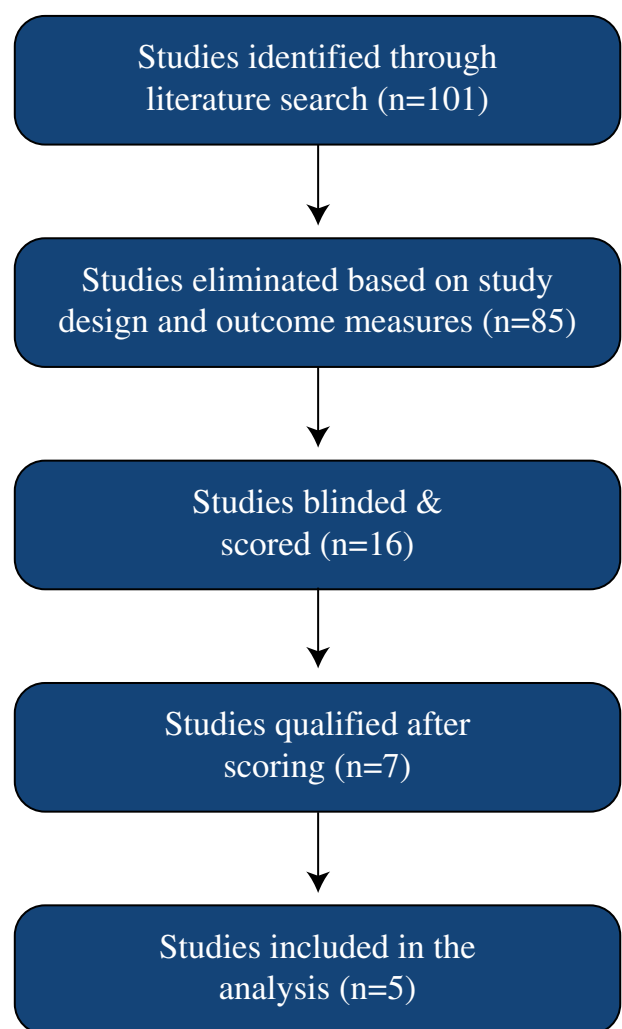 Studies identified through
literature search (n=101)
Studies eliminated based on study
design and outcome measures (n=85)
Studies blinded &
scored (n=16)
Studies qualified after
scoring (n=7)
Studies included in the
analysis (n=5)